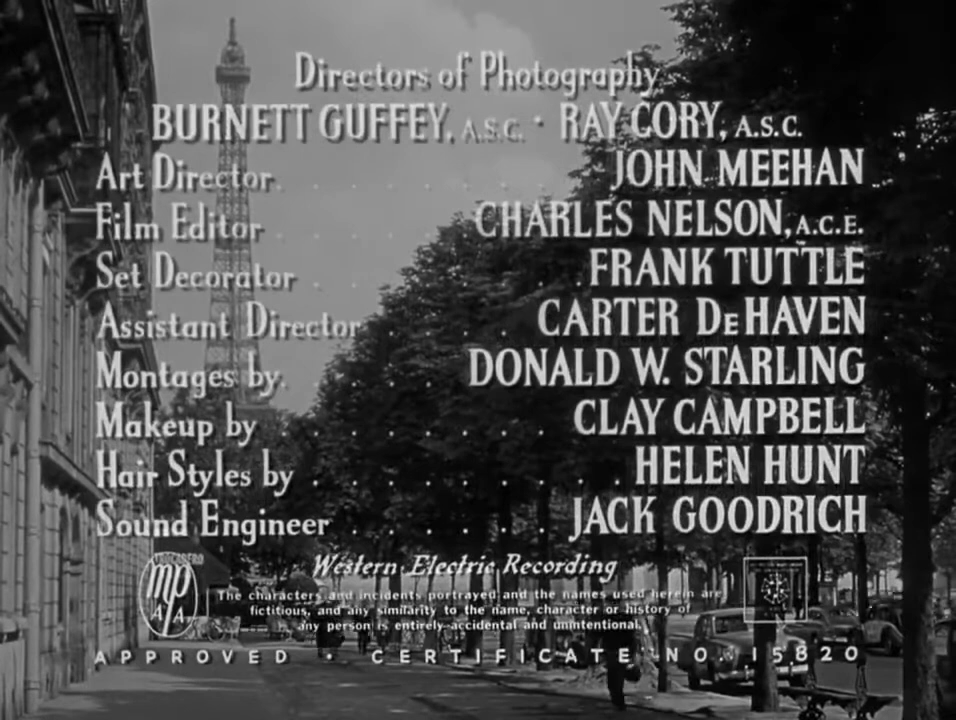 Directors of Photography
BURNETT GUFFEY, A.S.C. · RAY CORY, A.S.C.
Art Director . . . . . . . JOHN MEEHAN
Film Editor . . . . . CHARLES NELSON, A.C.E.
Set Decorator . . . . . . . FRANK TUTTLE
Assistant Director . . . . CARTER DeHAVEN
Montages by . . . . . DONALD W. STARLING
Makeup by . . . . . . . . CLAY CAMPBELL
Hair Styles by . . . . . . . . . HELEN HUNT
Sound Engineer . . . . . . JACK GOODRICH
Western Electric Recording
MPAA
The characters and incidents portrayed and the names used herein are
fictitious, and any similarity to the name, character or history of
any person is entirely accidental and unintentional.
APPROVED · CERTIFICATE NO. 15820